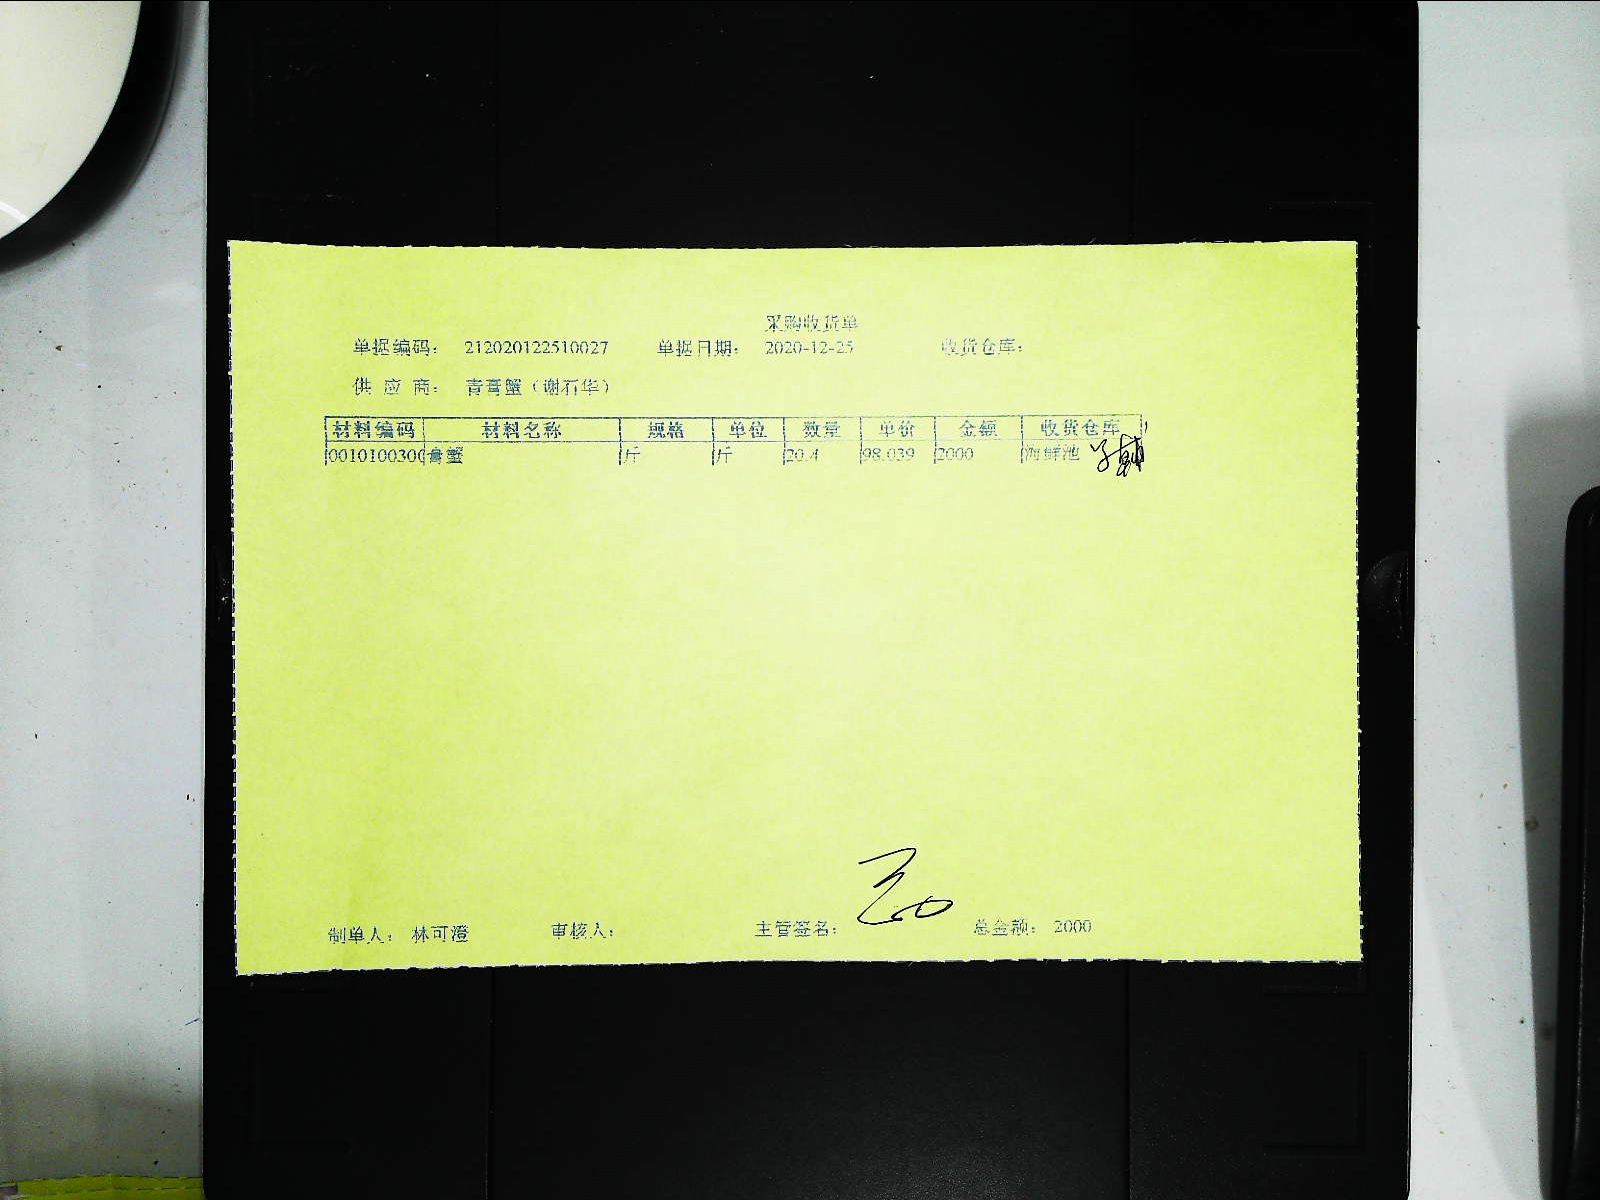 采购收货单
单据编码： 212020122510027 单据日期： 2020-12-25 收货仓库：
供 应 商： 青膏蟹（谢石华）
材料编码 材料名称 规格 单位 数量 单价 金额 收货仓库
0010100300 膏蟹 斤 斤 20.4 98.039 2000 海鲜池
制单人： 林可澄 审核人： 主管签名： 总金额： 2000